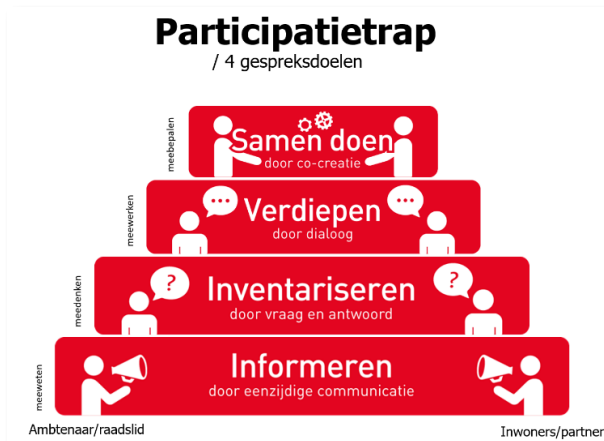 Participatietrap
/ 4 gespreksdoelen
meebepalen
Samen doen
door co-creatie
meewerken
...
Verdiepen
...
door dialoog
meedenken
?
Inventariseren
?
door vraag en antwoord
meeweten
Informeren
door eenzijdige communicatie
Ambtenaar/raadslid
Inwoners/partner